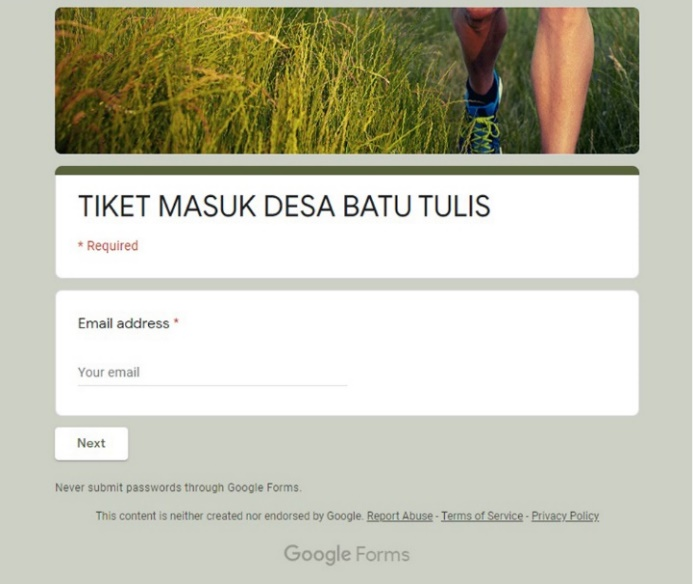 TIKET MASUK DESA BATU TULIS
* Required
Email address *
Your email
Next
Never submit passwords through Google Forms.
This content is neither created nor endorsed by Google. Report Abuse - Terms of Service - Privacy Policy
Google Forms